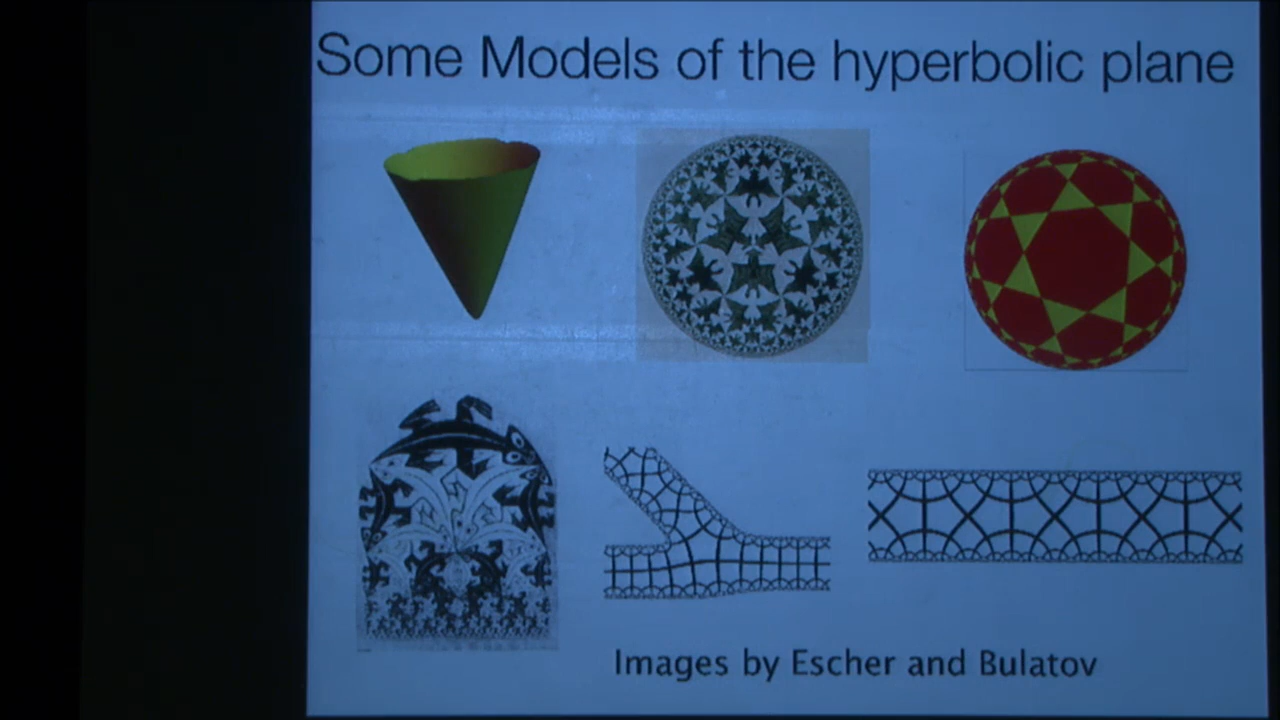 Some Models of the hyperbolic plane
Images by Escher and Bulatov